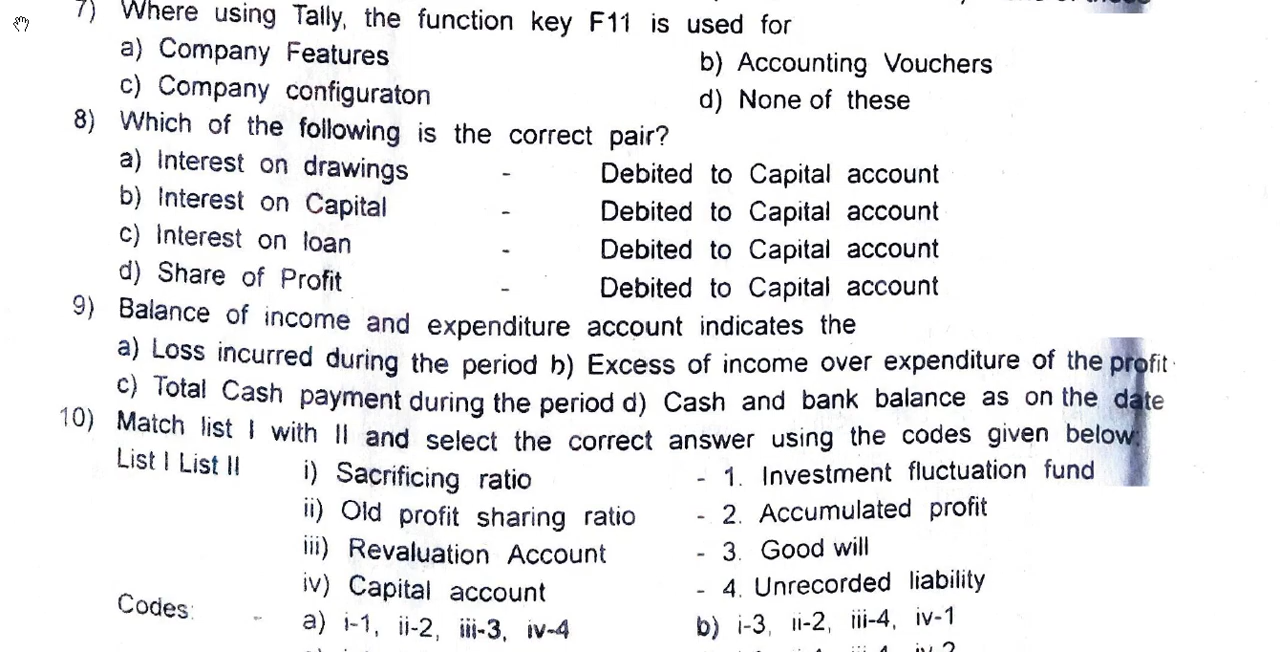 7) Where using Tally, the function key F11 is used for
a) Company Features b) Accounting Vouchers
c) Company configuraton d) None of these
8) Which of the following is the correct pair?
a) Interest on drawings - Debited to Capital account
b) Interest on Capital - Debited to Capital account
c) Interest on loan - Debited to Capital account
d) Share of Profit - Debited to Capital account
9) Balance of income and expenditure account indicates the
a) Loss incurred during the period b) Excess of income over expenditure of the profit
c) Total Cash payment during the period d) Cash and bank balance as on the date
10) Match list I with II and select the correct answer using the codes given below:
List I List II i) Sacrificing ratio - 1. Investment fluctuation fund
ii) Old profit sharing ratio - 2. Accumulated profit
iii) Revaluation Account - 3. Good will
iv) Capital account - 4. Unrecorded liability
Codes: - a) i-1, ii-2, iii-3, iv-4 b) i-3, ii-2, iii-4, iv-1